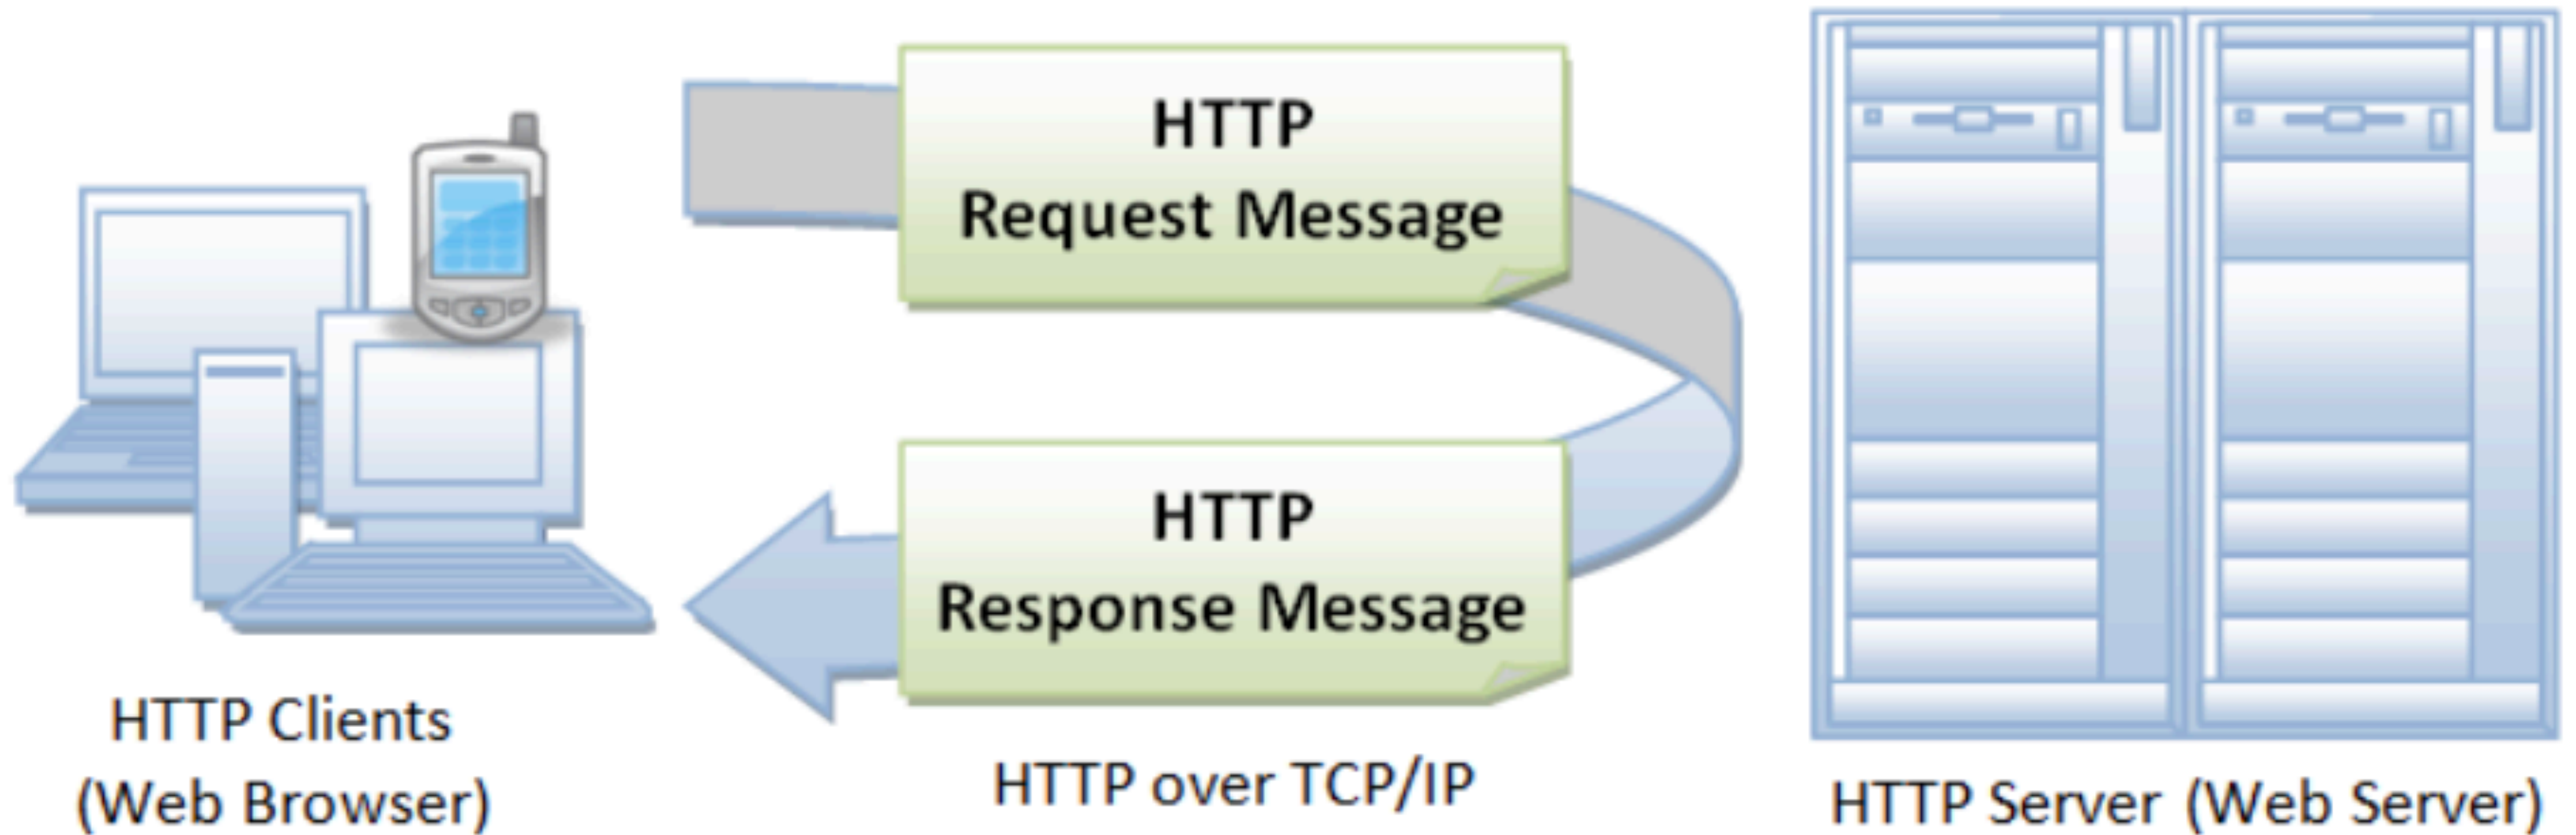 HTTP
Request Message
HTTP
Response Message
HTTP Clients
(Web Browser)
HTTP over TCP/IP
HTTP Server (Web Server)